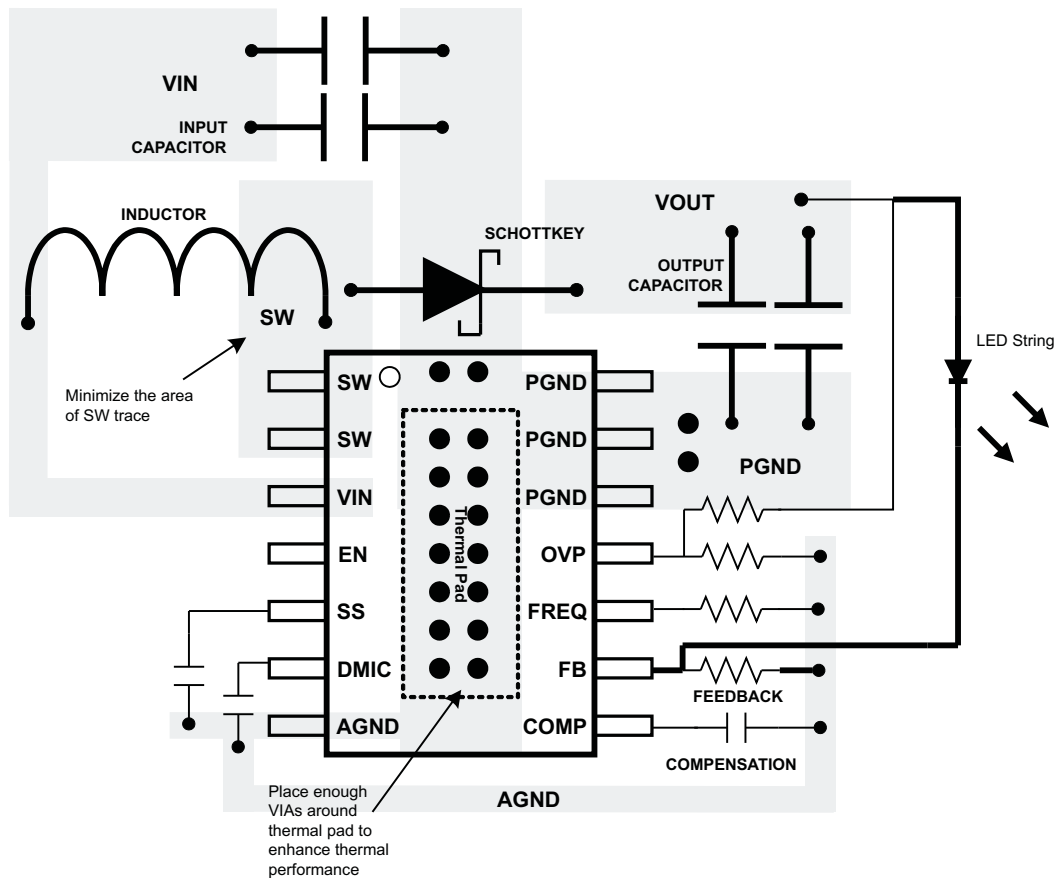 VIN
INPUT
CAPACITOR
INDUCTOR
SW
Minimize the area
of SW trace
SCHOTTKEY
VOUT
OUTPUT
CAPACITOR
LED String
SW
SW
VIN
EN
SS
DMIC
AGND
Thermal Pad
PGND
PGND
PGND
OVP
FREQ
FB
COMP
PGND
FEEDBACK
COMPENSATION
AGND
Place enough
VIAs around
thermal pad to
enhance thermal
performance